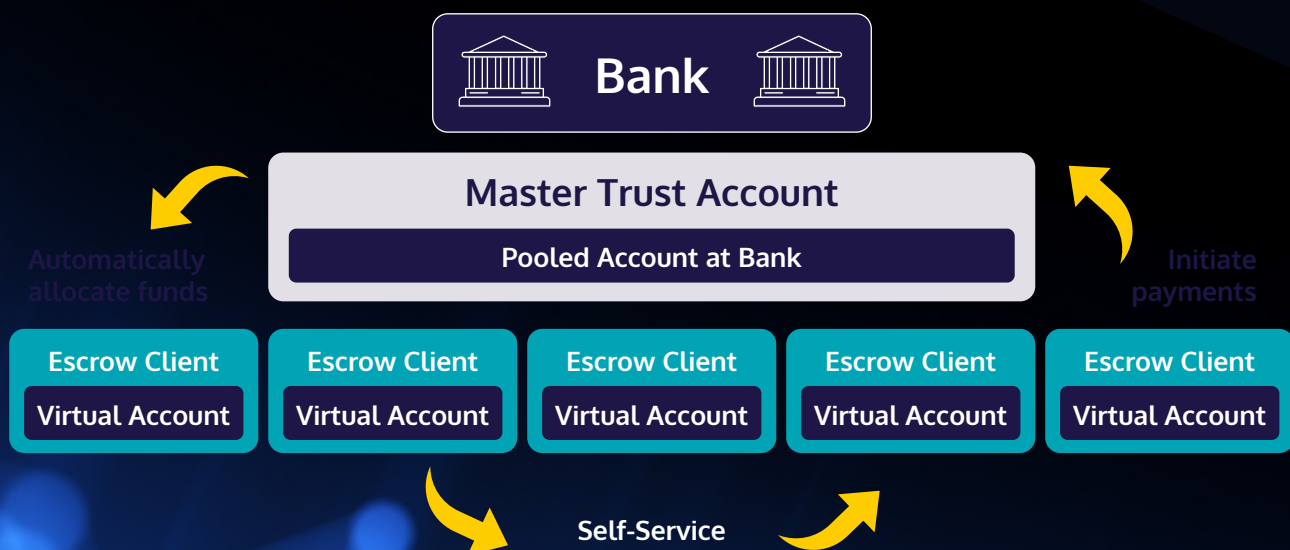 Bank
Master Trust Account
Pooled Account at Bank
Automatically
allocate funds
Initiate
payments
Escrow Client
Virtual Account
Escrow Client
Virtual Account
Escrow Client
Virtual Account
Escrow Client
Virtual Account
Escrow Client
Virtual Account
Self-Service